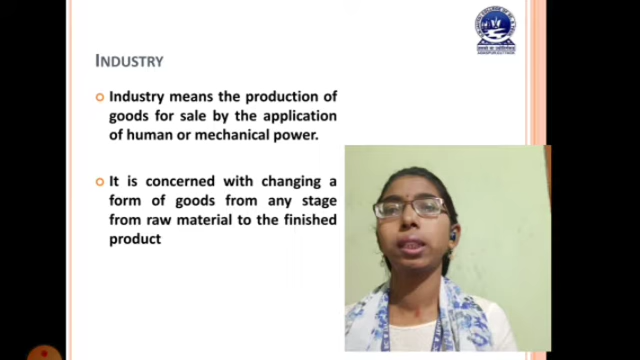 INDUSTRY
Industry means the production of
goods for sale by the application
of human or mechanical power.
It is concerned with changing a
form of goods from any stage
from raw material to the finished
product